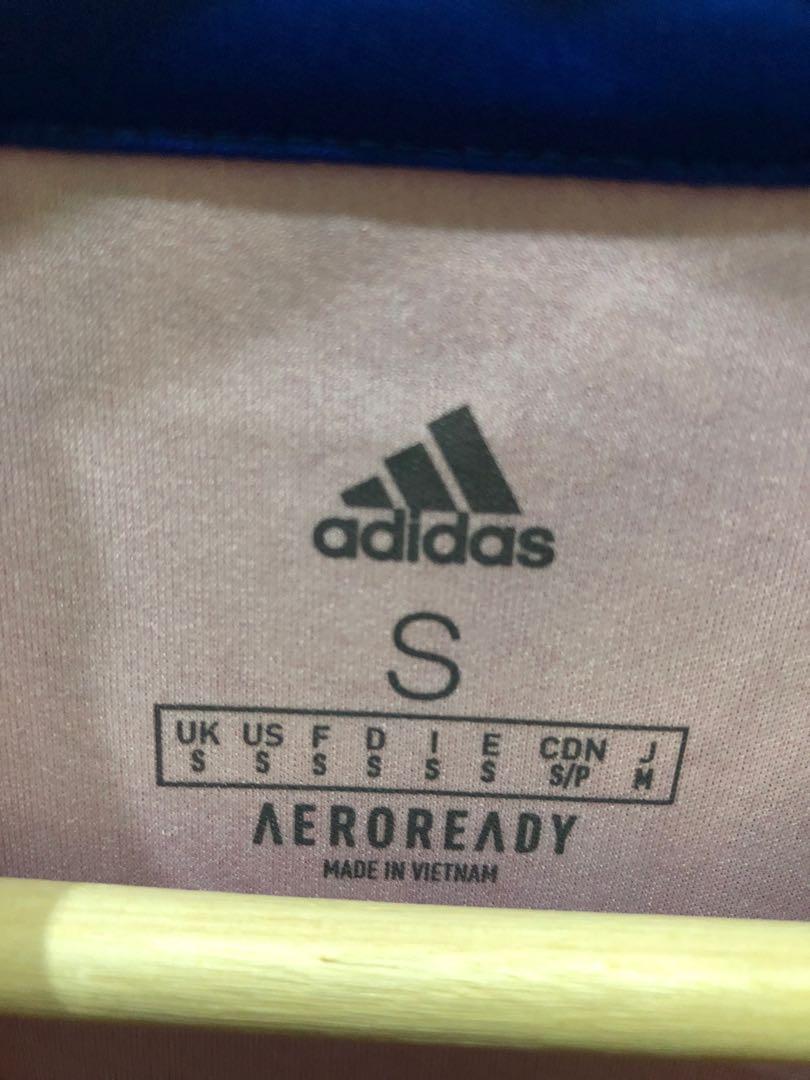 adidas
S
UK US F D I E CDN J
S S S S S S S/P M
AEROREADY
MADE IN VIETNAM